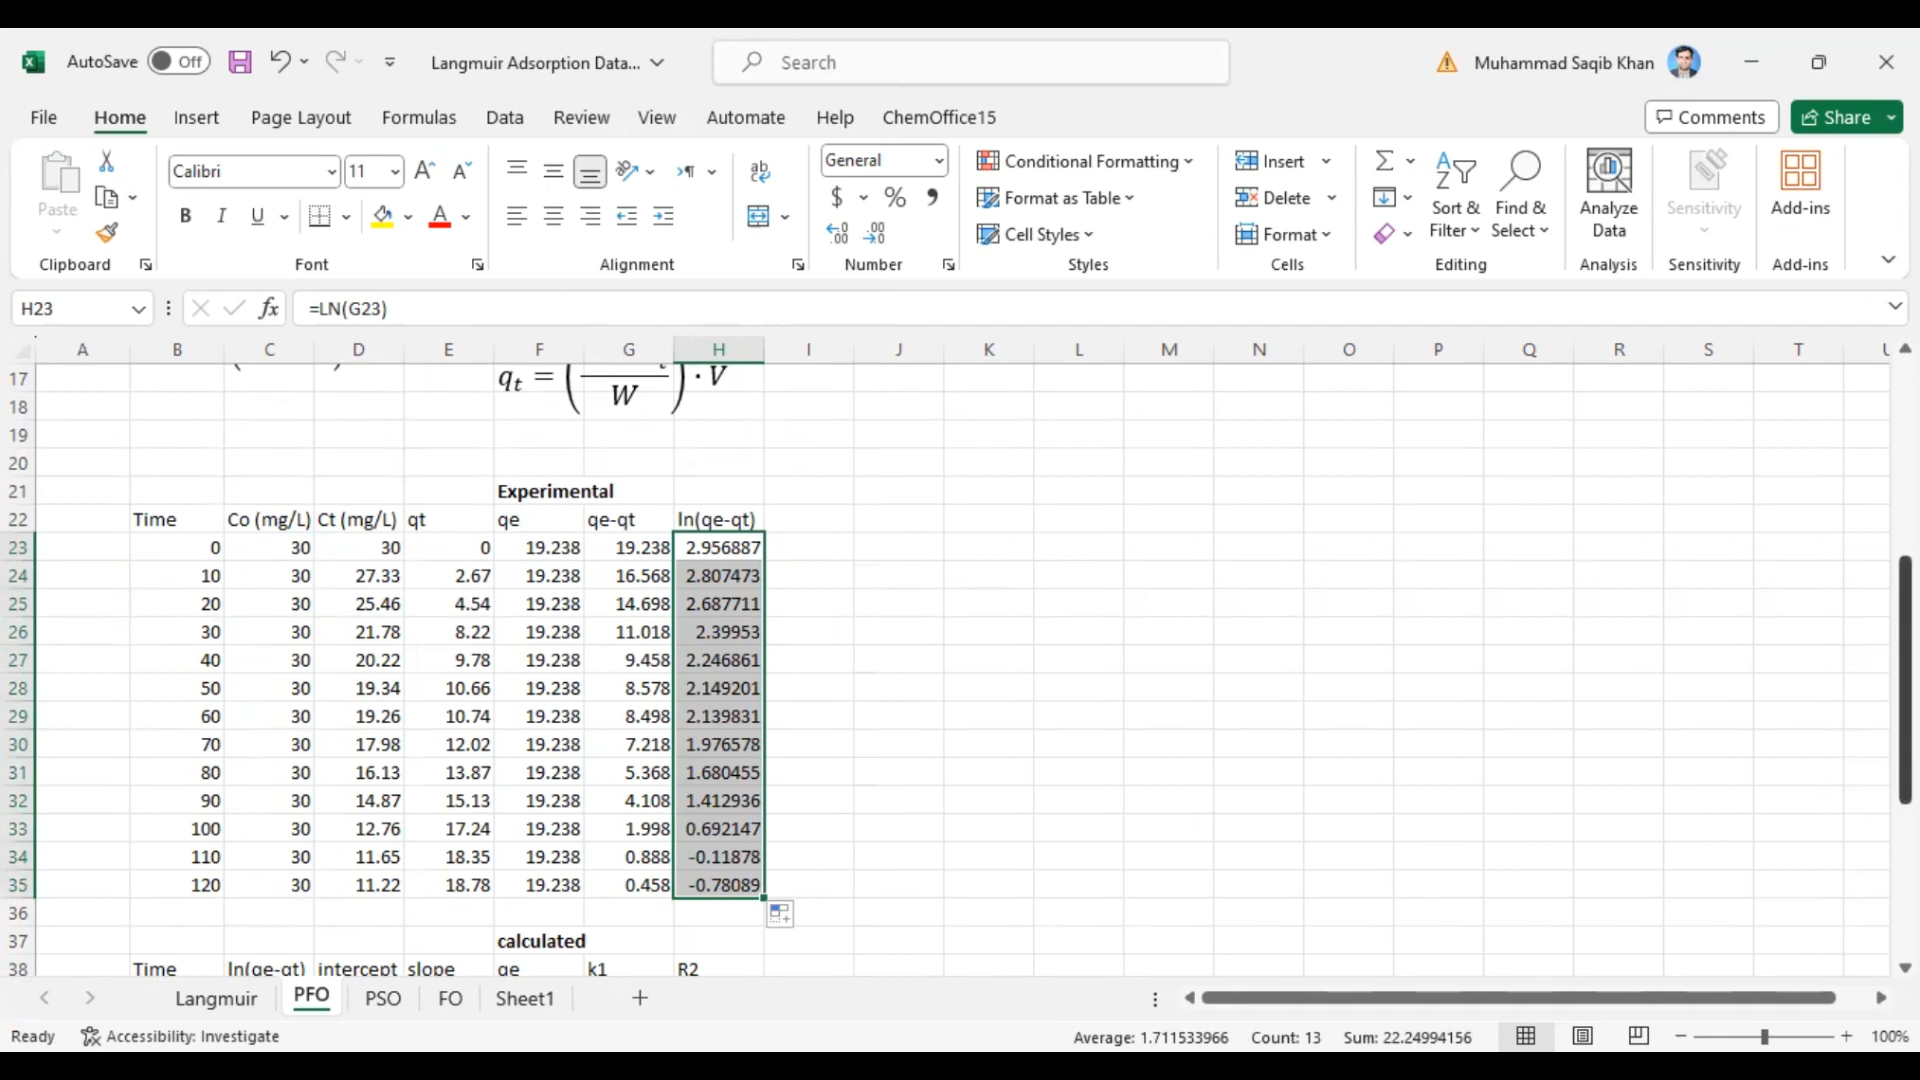 AutoSave Off Langmuir Adsorption Data... Search Muhammad Saqib Khan
File Home Insert Page Layout Formulas Data Review View Automate Help ChemOffice15 Comments Share
Paste
Calibri 11
B I U A
General
$ % ,
Conditional Formatting
Format as Table
Cell Styles
Insert
Delete
Format
Sort & Filter
Find & Select
Analyze Data
Sensitivity
Add-ins
Clipboard Font Alignment Number Styles Cells Editing Analysis Sensitivity Add-ins
H23 fx =LN(G23)
A B C D E F G H I J K L M N O P Q R S T
17 qt = ( W ) · V
18
19
20
21 Experimental
22 Time Co (mg/L) Ct (mg/L) qt qe qe-qt ln(qe-qt)
23 0 30 30 0 19.238 19.238 2.956887
24 10 30 27.33 2.67 19.238 16.568 2.807473
25 20 30 25.46 4.54 19.238 14.698 2.687711
26 30 30 21.78 8.22 19.238 11.018 2.39953
27 40 30 20.22 9.78 19.238 9.458 2.246861
28 50 30 19.34 10.66 19.238 8.578 2.149201
29 60 30 19.26 10.74 19.238 8.498 2.139831
30 70 30 17.98 12.02 19.238 7.218 1.976578
31 80 30 16.13 13.87 19.238 5.368 1.680455
32 90 30 14.87 15.13 19.238 4.108 1.412936
33 100 30 12.76 17.24 19.238 1.998 0.692147
34 110 30 11.65 18.35 19.238 0.888 -0.11878
35 120 30 11.22 18.78 19.238 0.458 -0.78089
36
37 calculated
38 Time ln(qe-qt) intercept slope qe k1 R2
Langmuir PFO PSO FO Sheet1
Ready Accessibility: Investigate Average: 1.711533966 Count: 13 Sum: 22.24994156 100%